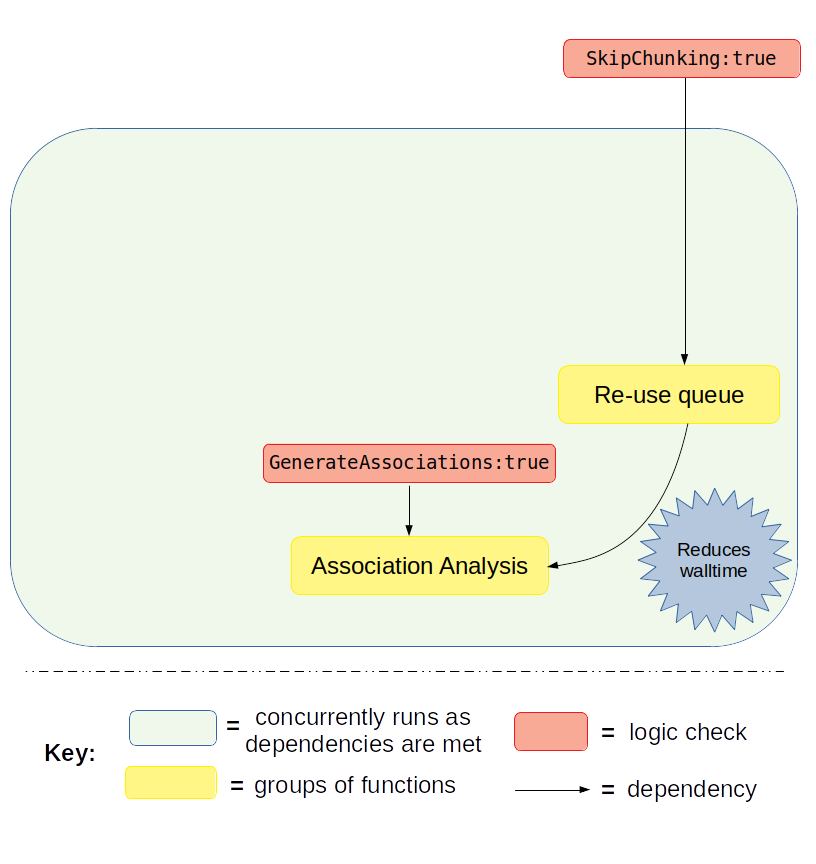 SkipChunking:true
Re-use queue
GenerateAssociations:true
Association Analysis
Reduces
walltime
Key:
= concurrently runs as
dependencies are met
= logic check
= groups of functions
= dependency